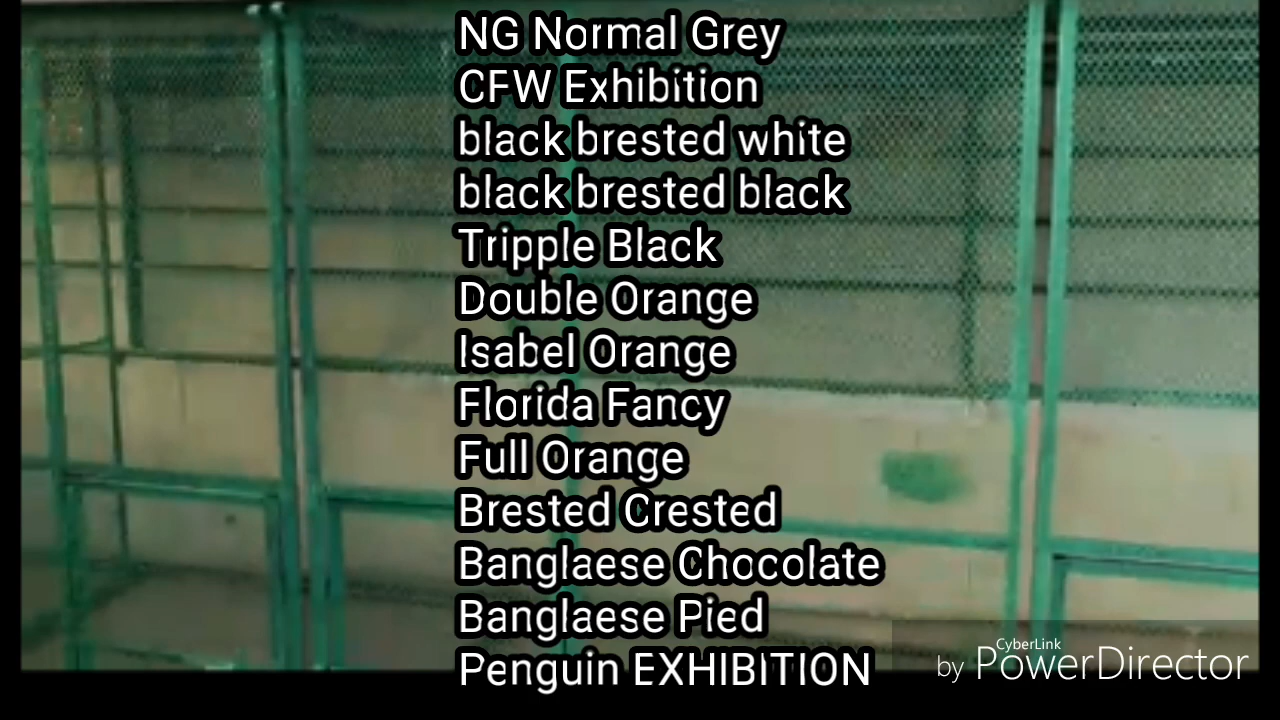 NG Normal Grey
CFW Exhibition
black brested white
black brested black
Tripple Black
Double Orange
Isabel Orange
Florida Fancy
Full Orange
Brested Crested
Banglaese Chocolate
Banglaese Pied
Penguin EXHIBITION
CyberLink
by PowerDirector